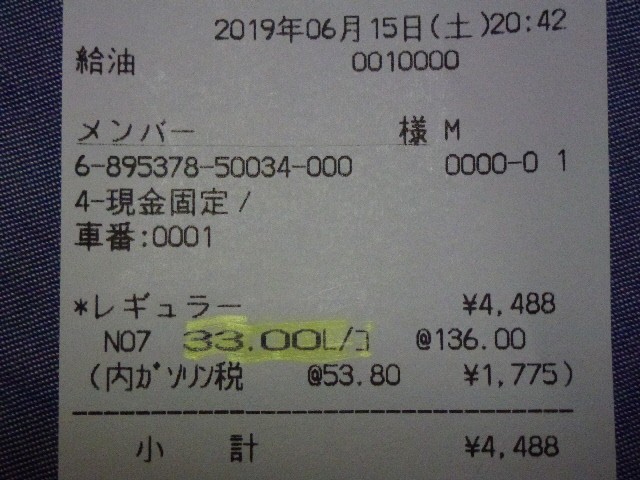 2019年06月15日(土)20:42
給油 0010000
メンバー 様 M
6-895378-50034-000 0000-0 1
4-現金固定/
車番:0001
*レギュラー ¥4,488
N07 33.00L/コ @136.00
(内ガソリン税 @53.80 ¥1,775)
小 計 ¥4,488